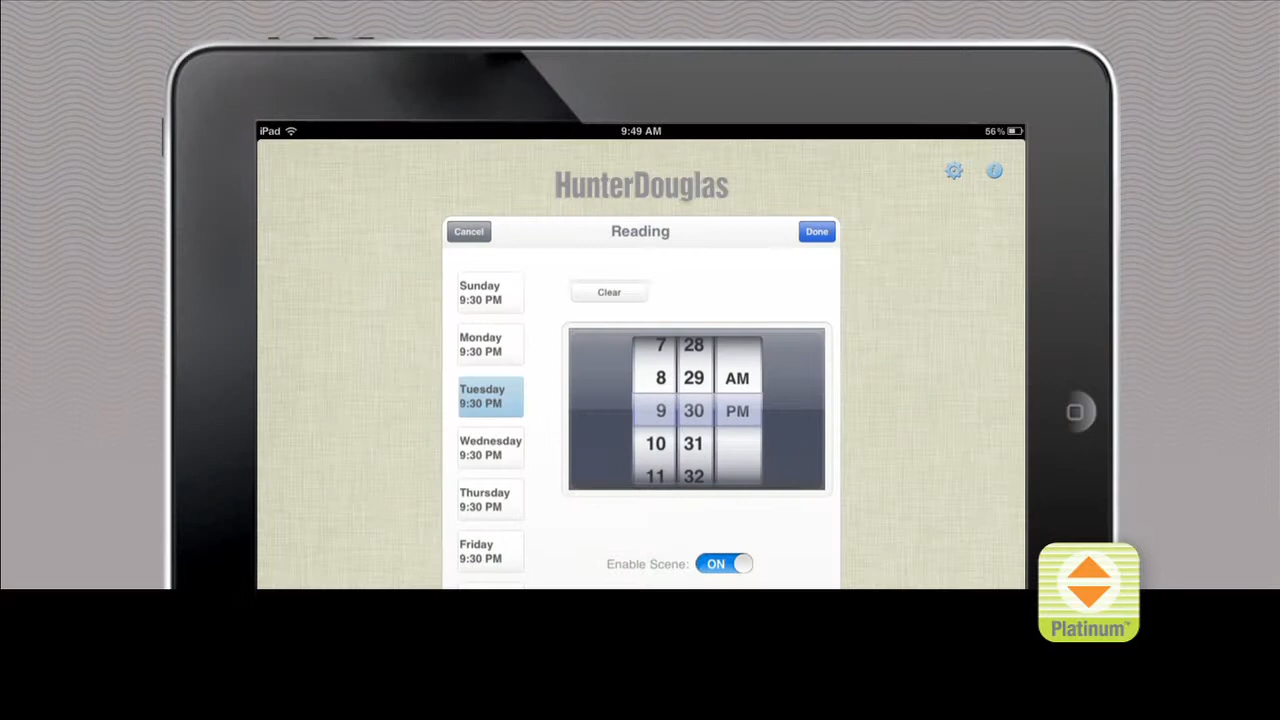 iPad 9:49 AM 56%
HunterDouglas
Cancel Reading Done
Sunday
9:30 PM
Clear
Monday
9:30 PM
Tuesday
9:30 PM
Wednesday
9:30 PM
Thursday
9:30 PM
Friday
9:30 PM
7 28
8 29 AM
9 30 PM
10 31
11 32
Enable Scene: ON
Platinum™